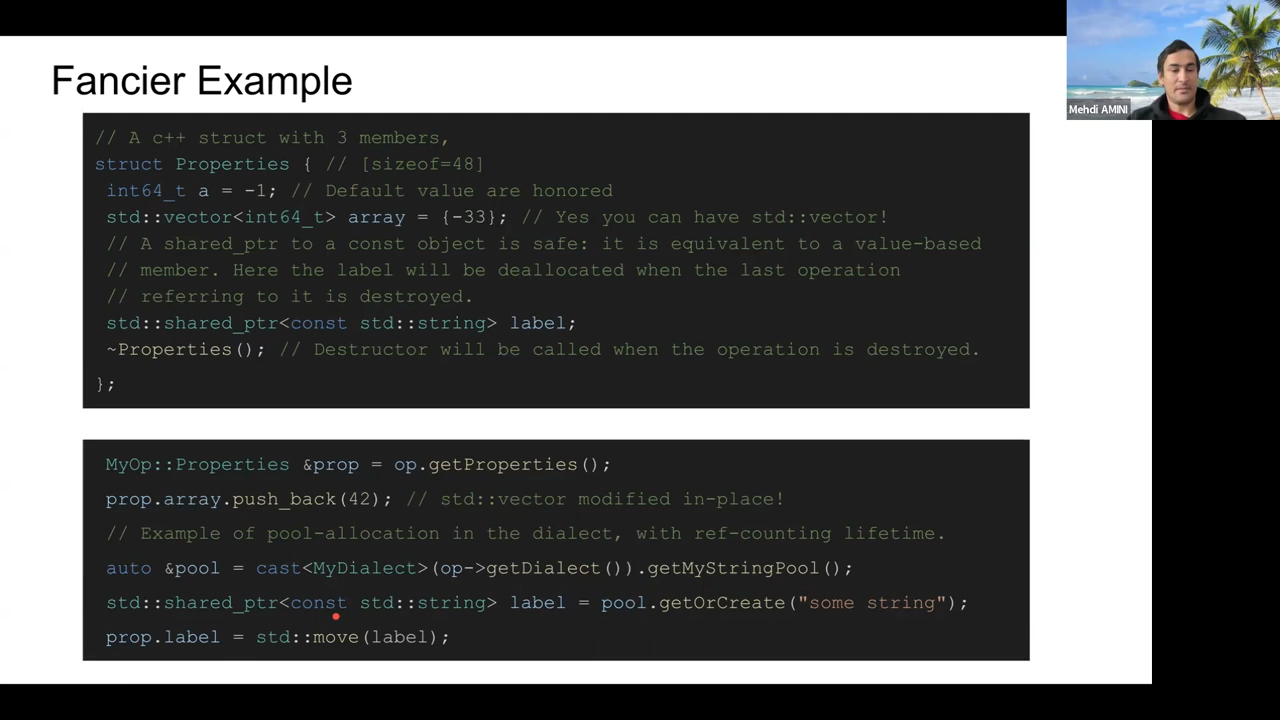 Fancier Example
// A c++ struct with 3 members,
struct Properties { // [sizeof=48]
int64_t a = -1; // Default value are honored
std::vector<int64_t> array = {-33}; // Yes you can have std::vector!
// A shared_ptr to a const object is safe: it is equivalent to a value-based
// member. Here the label will be deallocated when the last operation
// referring to it is destroyed.
std::shared_ptr<const std::string> label;
~Properties(); // Destructor will be called when the operation is destroyed.
};
MyOp::Properties &prop = op.getProperties();
prop.array.push_back(42); // std::vector modified in-place!
// Example of pool-allocation in the dialect, with ref-counting lifetime.
auto &pool = cast<MyDialect>(op->getDialect()).getMyStringPool();
std::shared_ptr<const std::string> label = pool.getOrCreate("some string");
prop.label = std::move(label);
Mehdi AMINI